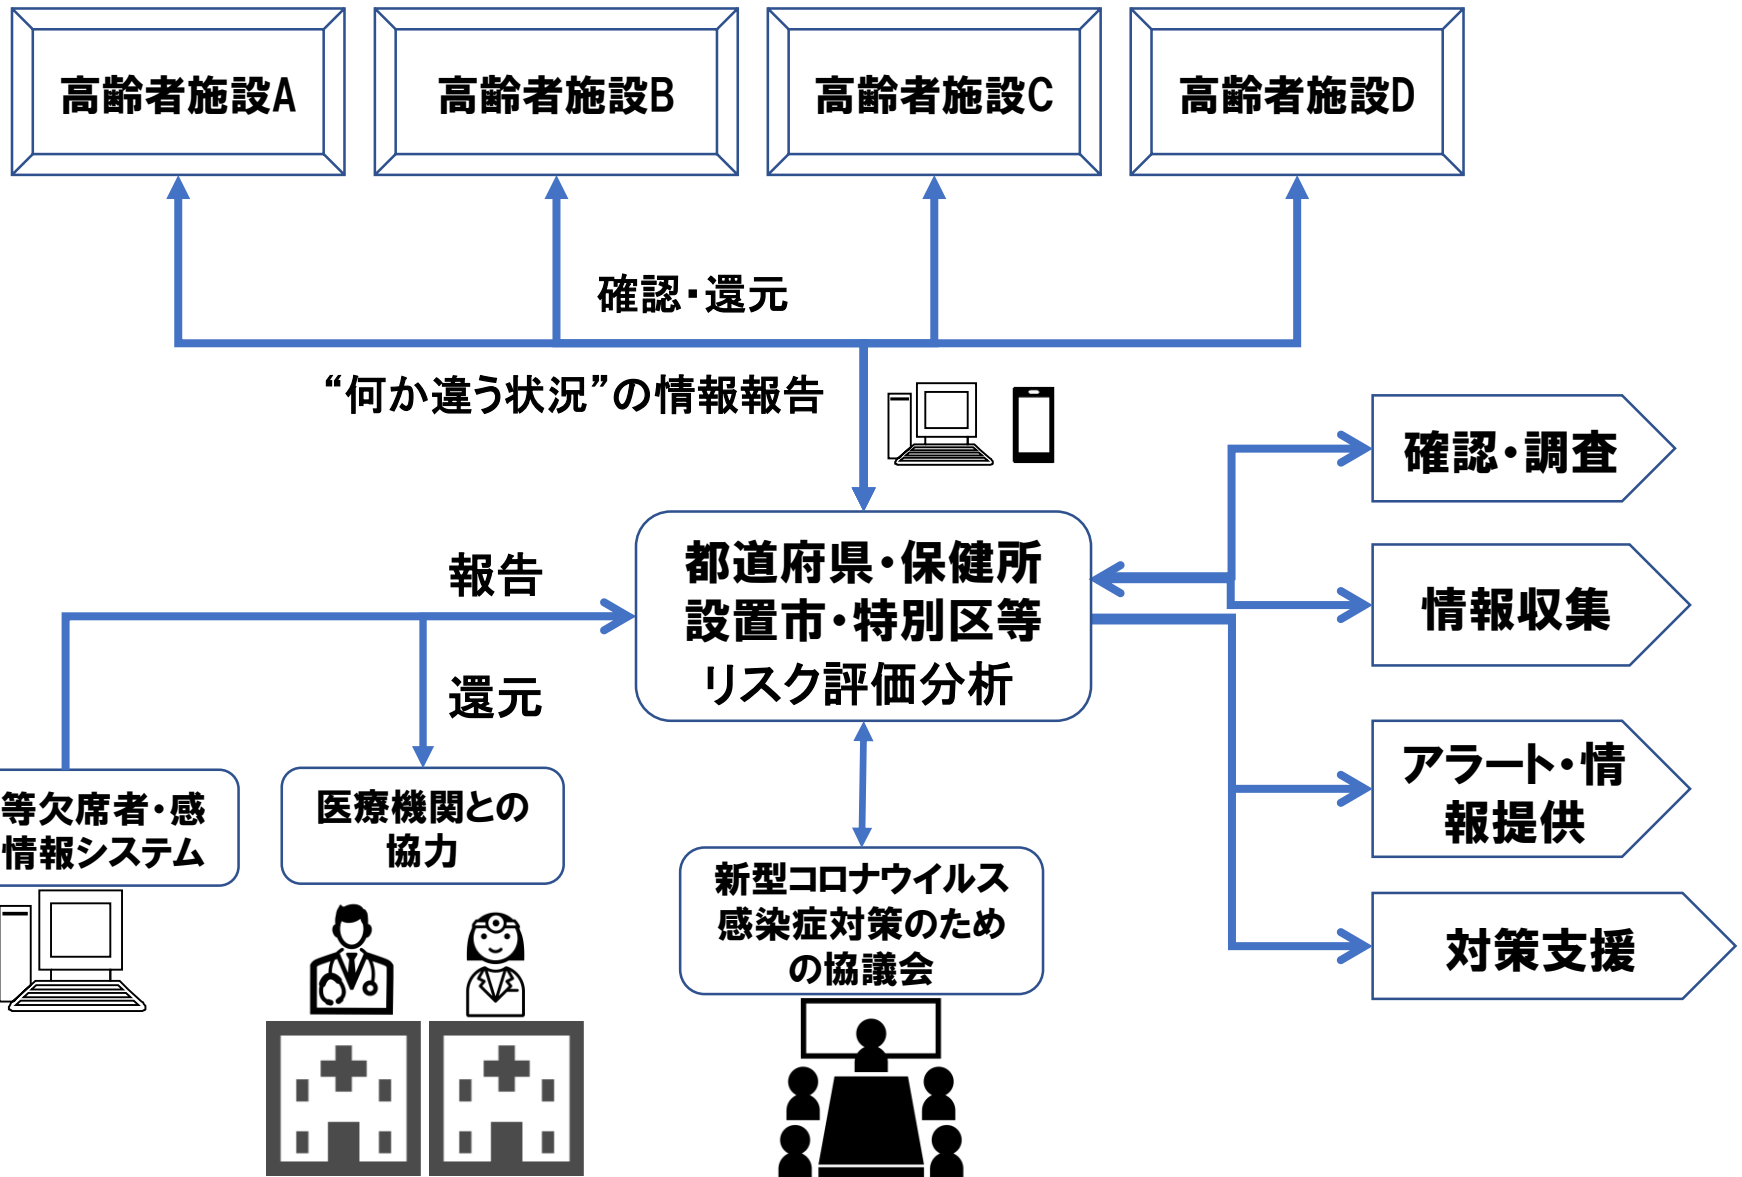 高齢者施設A
高齢者施設B
高齢者施設C
高齢者施設D
確認・還元
“何か違う状況”の情報報告
確認・調査
情報収集
アラート・情
報提供
対策支援
都道府県・保健所
設置市・特別区等
リスク評価分析
報告
還元
等欠席者・感
情報システム
医療機関との
協力
新型コロナウイルス
感染症対策のため
の協議会